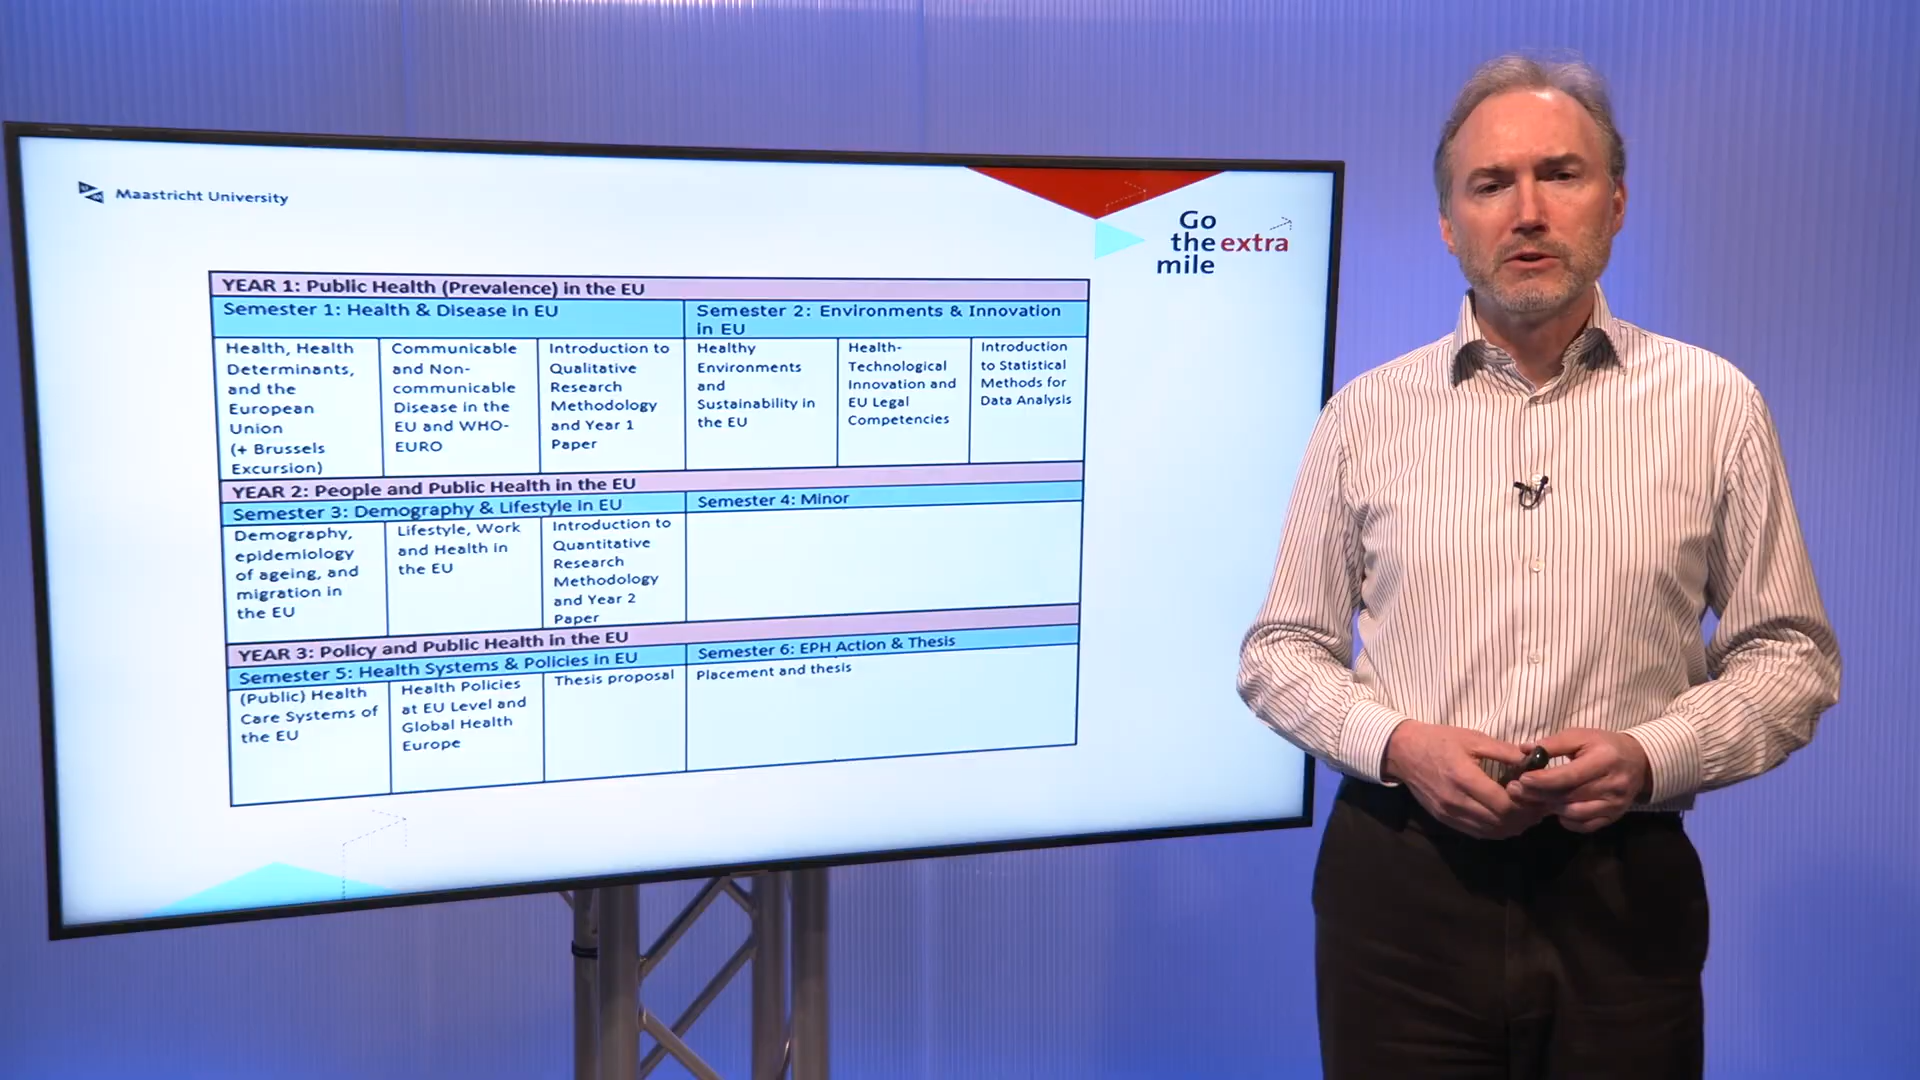 Maastricht University
Go
the extra
mile
YEAR 1: Public Health (Prevalence) in the EU
Semester 1: Health & Disease in EU
Semester 2: Environments & Innovation
in EU
Health, Health
Determinants,
and the
European
Union
(+ Brussels
Excursion)
Communicable
and Non-
communicable
Disease in the
EU and WHO-
EURO
Introduction to
Qualitative
Research
Methodology
and Year 1
Paper
Healthy
Environments
and
Sustainability in
the EU
Health-
Technological
Innovation and
EU Legal
Competencies
Introduction
to Statistical
Methods for
Data Analysis
YEAR 2: People and Public Health in the EU
Semester 3: Demography & Lifestyle in EU
Semester 4: Minor
Demography,
epidemiology
of ageing, and
migration in
the EU
Lifestyle, Work
and Health in
the EU
Introduction to
Quantitative
Research
Methodology
and Year 2
Paper
YEAR 3: Policy and Public Health in the EU
Semester 5: Health Systems & Policies in EU
Semester 6: EPH Action & Thesis
(Public) Health
Care Systems of
the EU
Health Policies
at EU Level and
Global Health
Europe
Thesis proposal
Placement and thesis